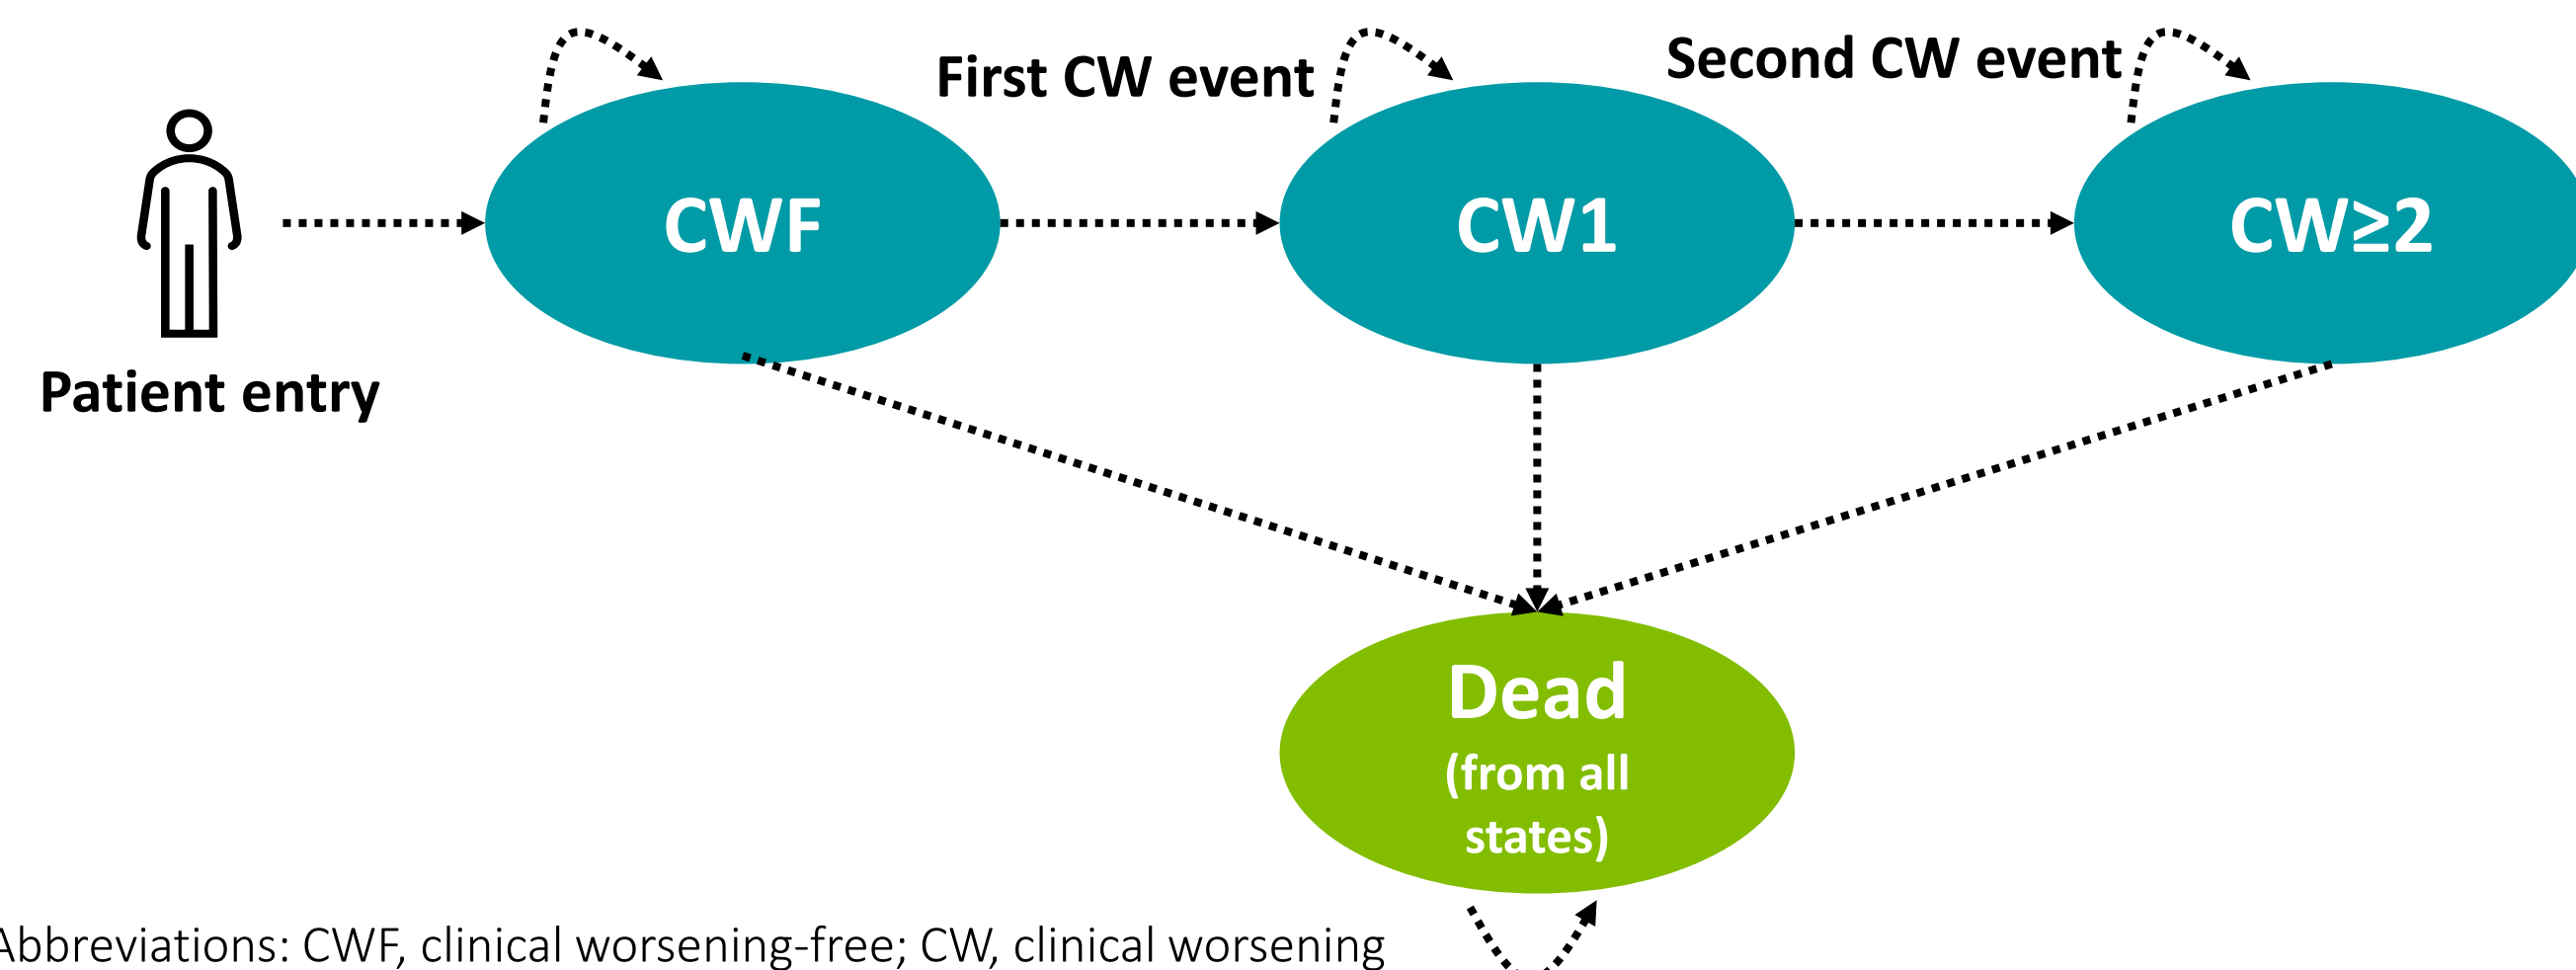 First CW event
Second CW event
CWF
CW1
CW≥2
Patient entry
Dead
(from all
states)
Abbreviations: CWF, clinical worsening-free; CW, clinical worsening